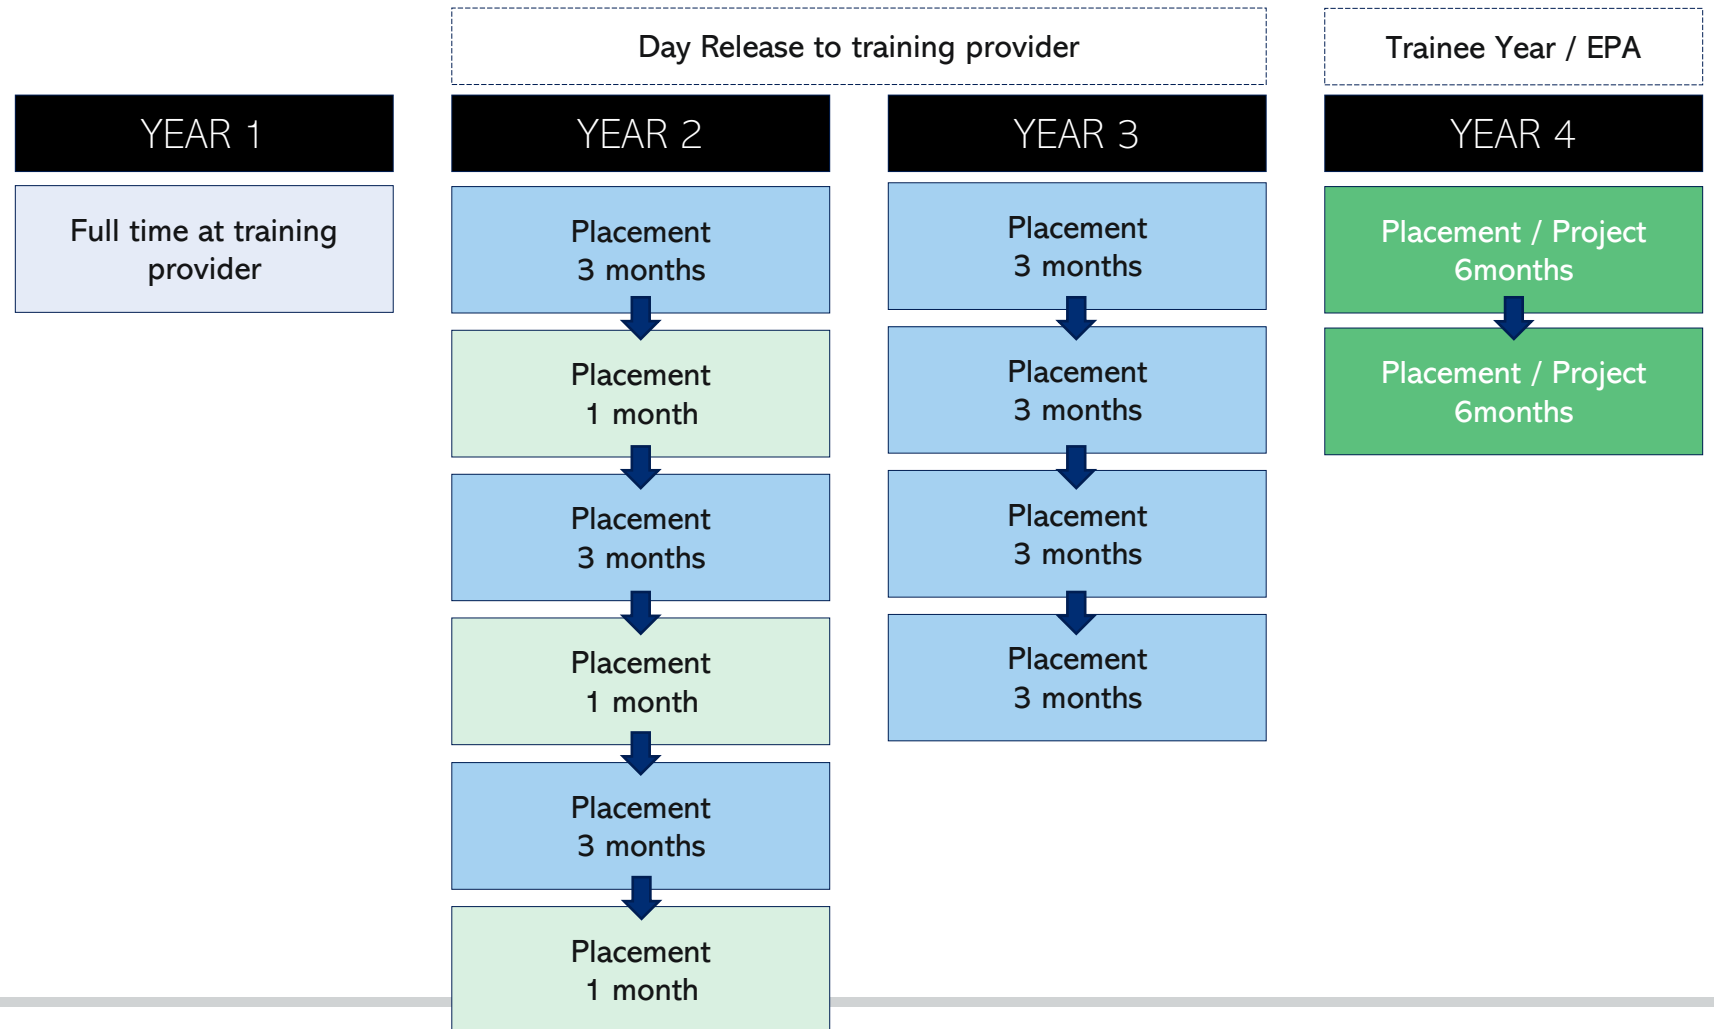 Day Release to training provider
Trainee Year / EPA
YEAR 1
YEAR 2
YEAR 3
YEAR 4
Full time at training
provider
Placement
3 months
Placement
1 month
Placement
3 months
Placement
1 month
Placement
3 months
Placement
1 month
Placement
3 months
Placement
3 months
Placement
3 months
Placement
3 months
Placement / Project
6months
Placement / Project
6months